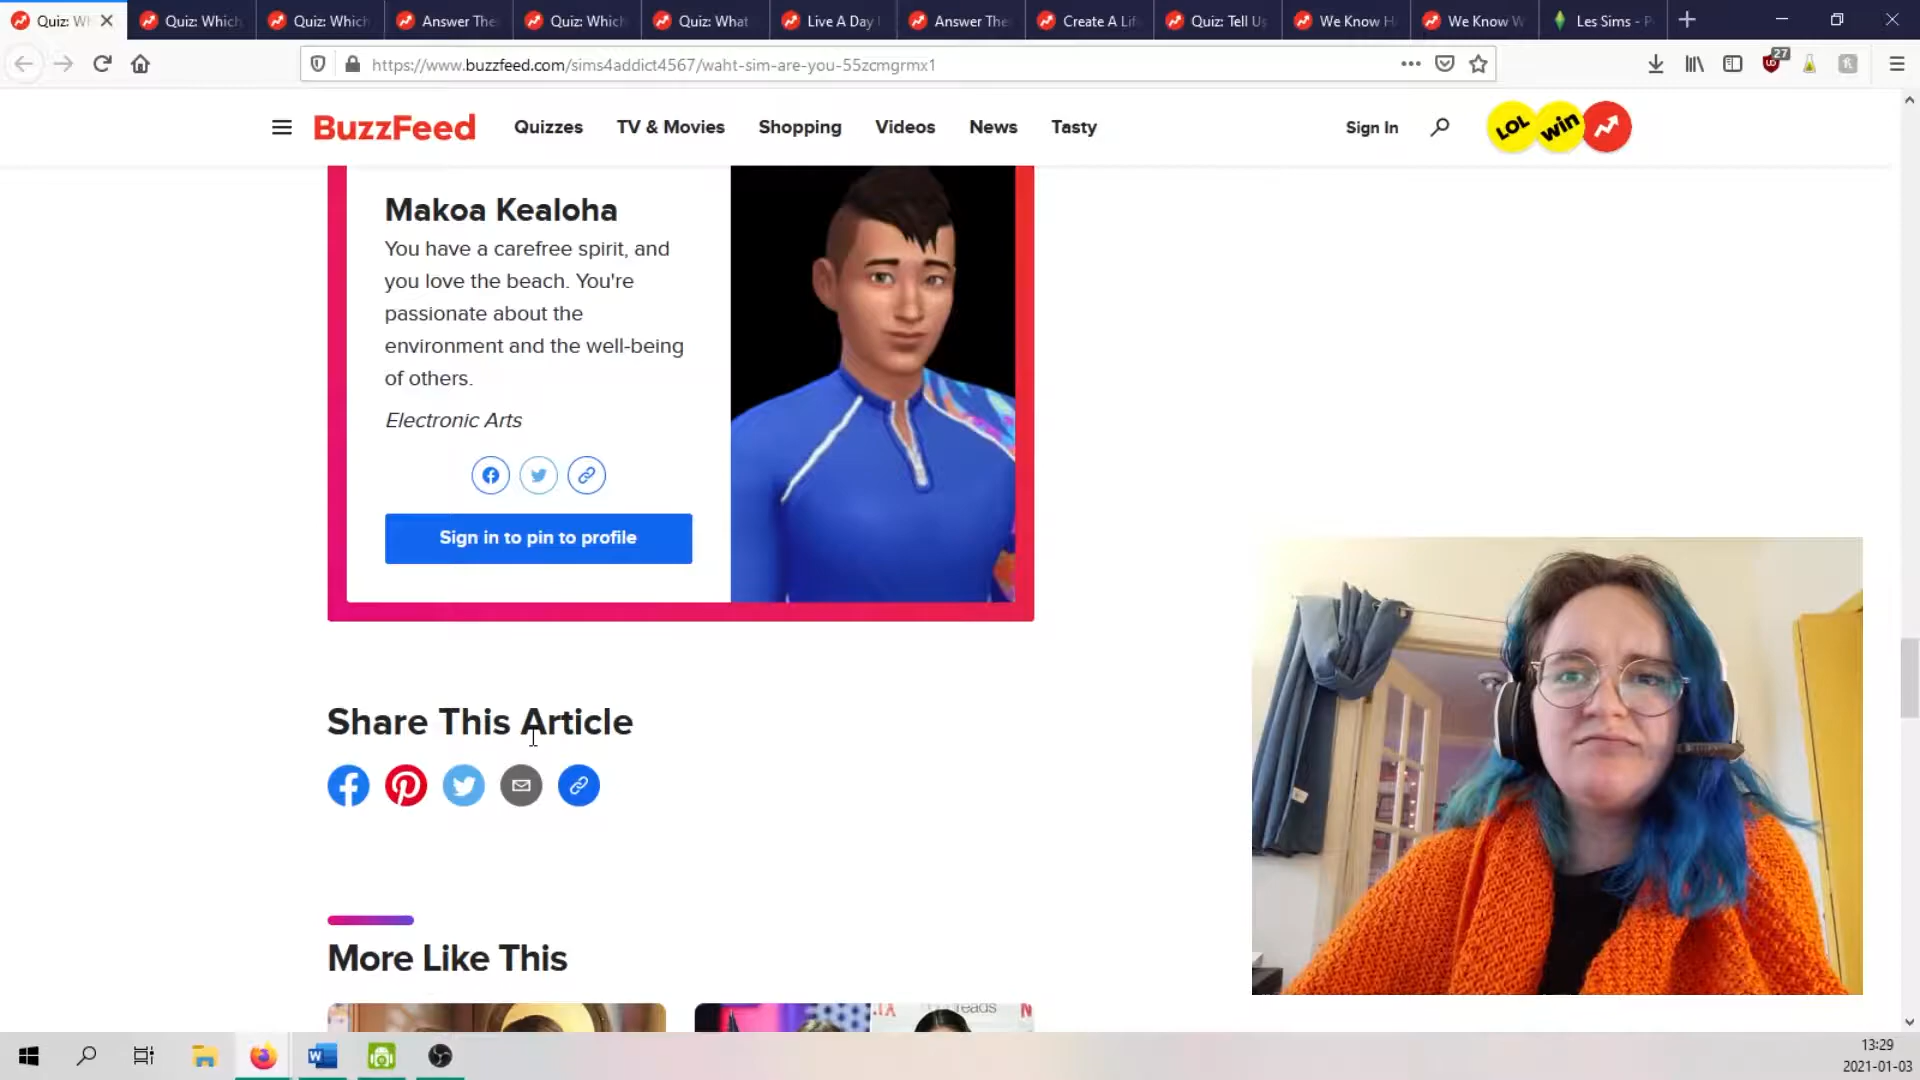 Quiz: Wh
Quiz: Which
Quiz: Which
Answer The
Quiz: Which
Quiz: What
Live A Day
Answer The
Create A Lif
Quiz: Tell Us
We Know H
We Know W
Les Sims - P
https://www.buzzfeed.com/sims4addict4567/waht-sim-are-you-55zcmgrmx1
27
BuzzFeed
Quizzes
TV & Movies
Shopping
Videos
News
Tasty
Sign In
LOL
win
Makoa Kealoha
You have a carefree spirit, and
you love the beach. You're
passionate about the
environment and the well-being
of others.
Electronic Arts
Sign in to pin to profile
Share This Article
More Like This
13:29
2021-01-03